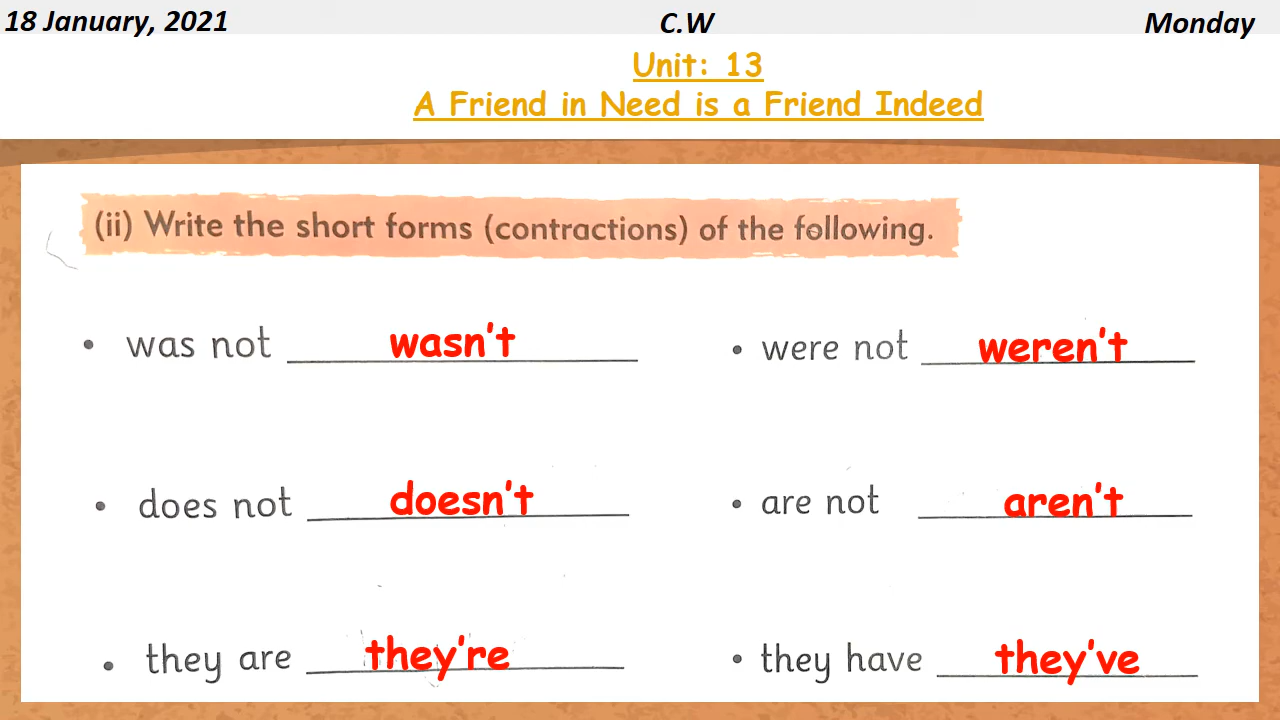 18 January, 2021 C.W Monday
Unit: 13
A Friend in Need is a Friend Indeed
(ii) Write the short forms (contractions) of the following.
• was not wasn't • were not weren't
• does not doesn't • are not aren't
• they are they're • they have they've